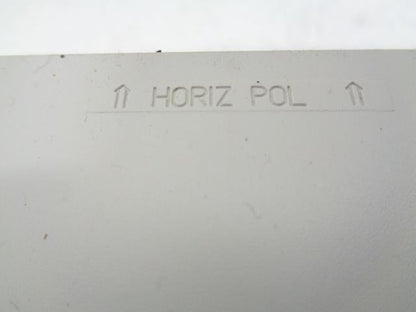 ⇑ HORIZ POL ⇑